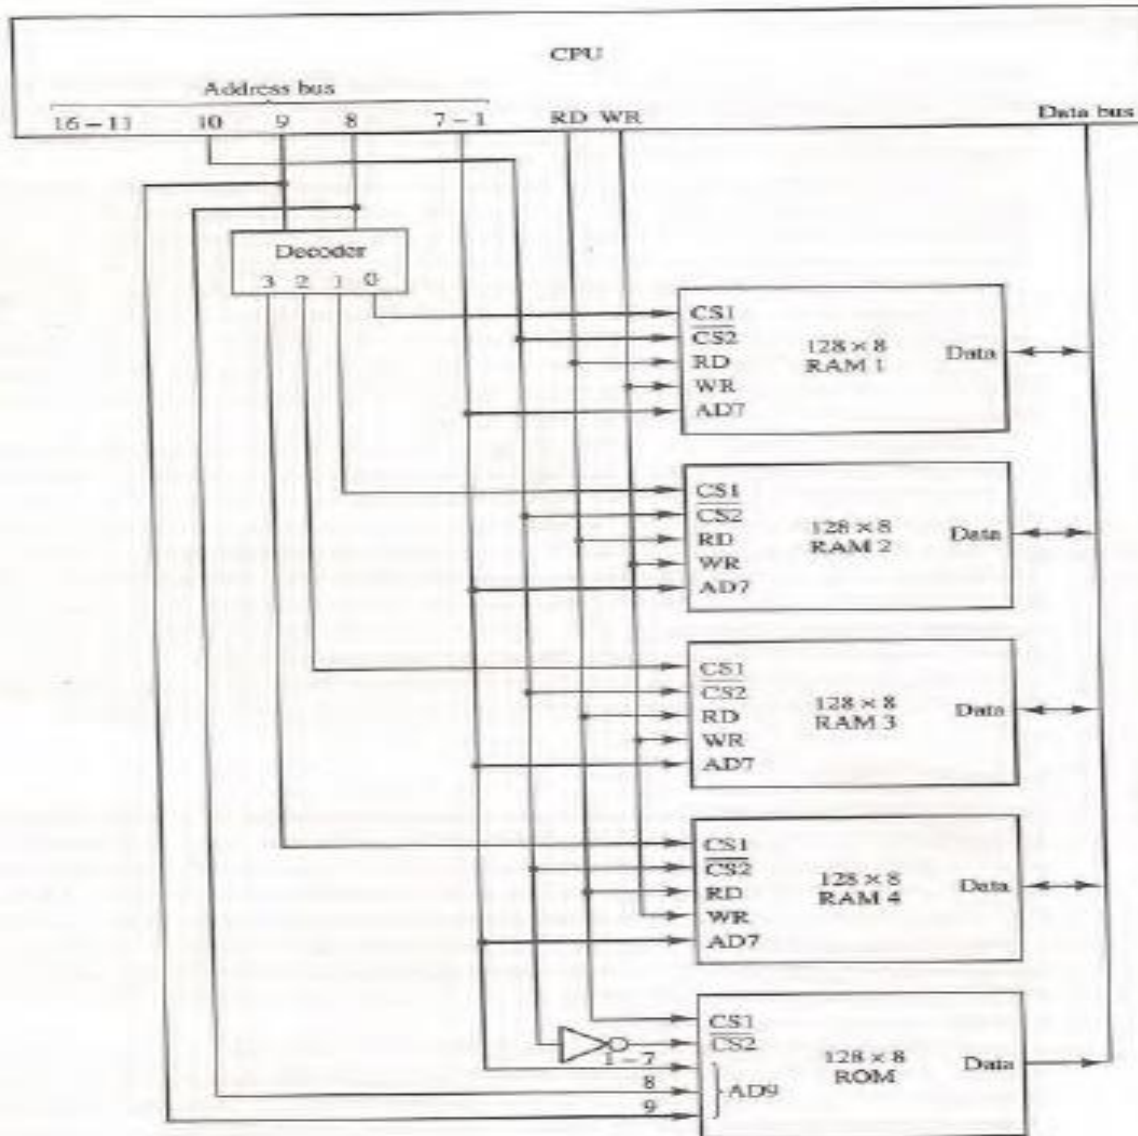 CPU
Address bus
16 – 11 10 9 8 7 – 1 RD WR Data bus
Decoder
3 2 1 0
CS1
CS2
RD
WR
AD7
128 × 8
RAM 1
Data
CS1
CS2
RD
WR
AD7
128 × 8
RAM 2
Data
CS1
CS2
RD
WR
AD7
128 × 8
RAM 3
Data
CS1
CS2
RD
WR
AD7
128 × 8
RAM 4
Data
CS1
CS2
1 – 7
8
9
AD9
128 × 8
ROM
Data